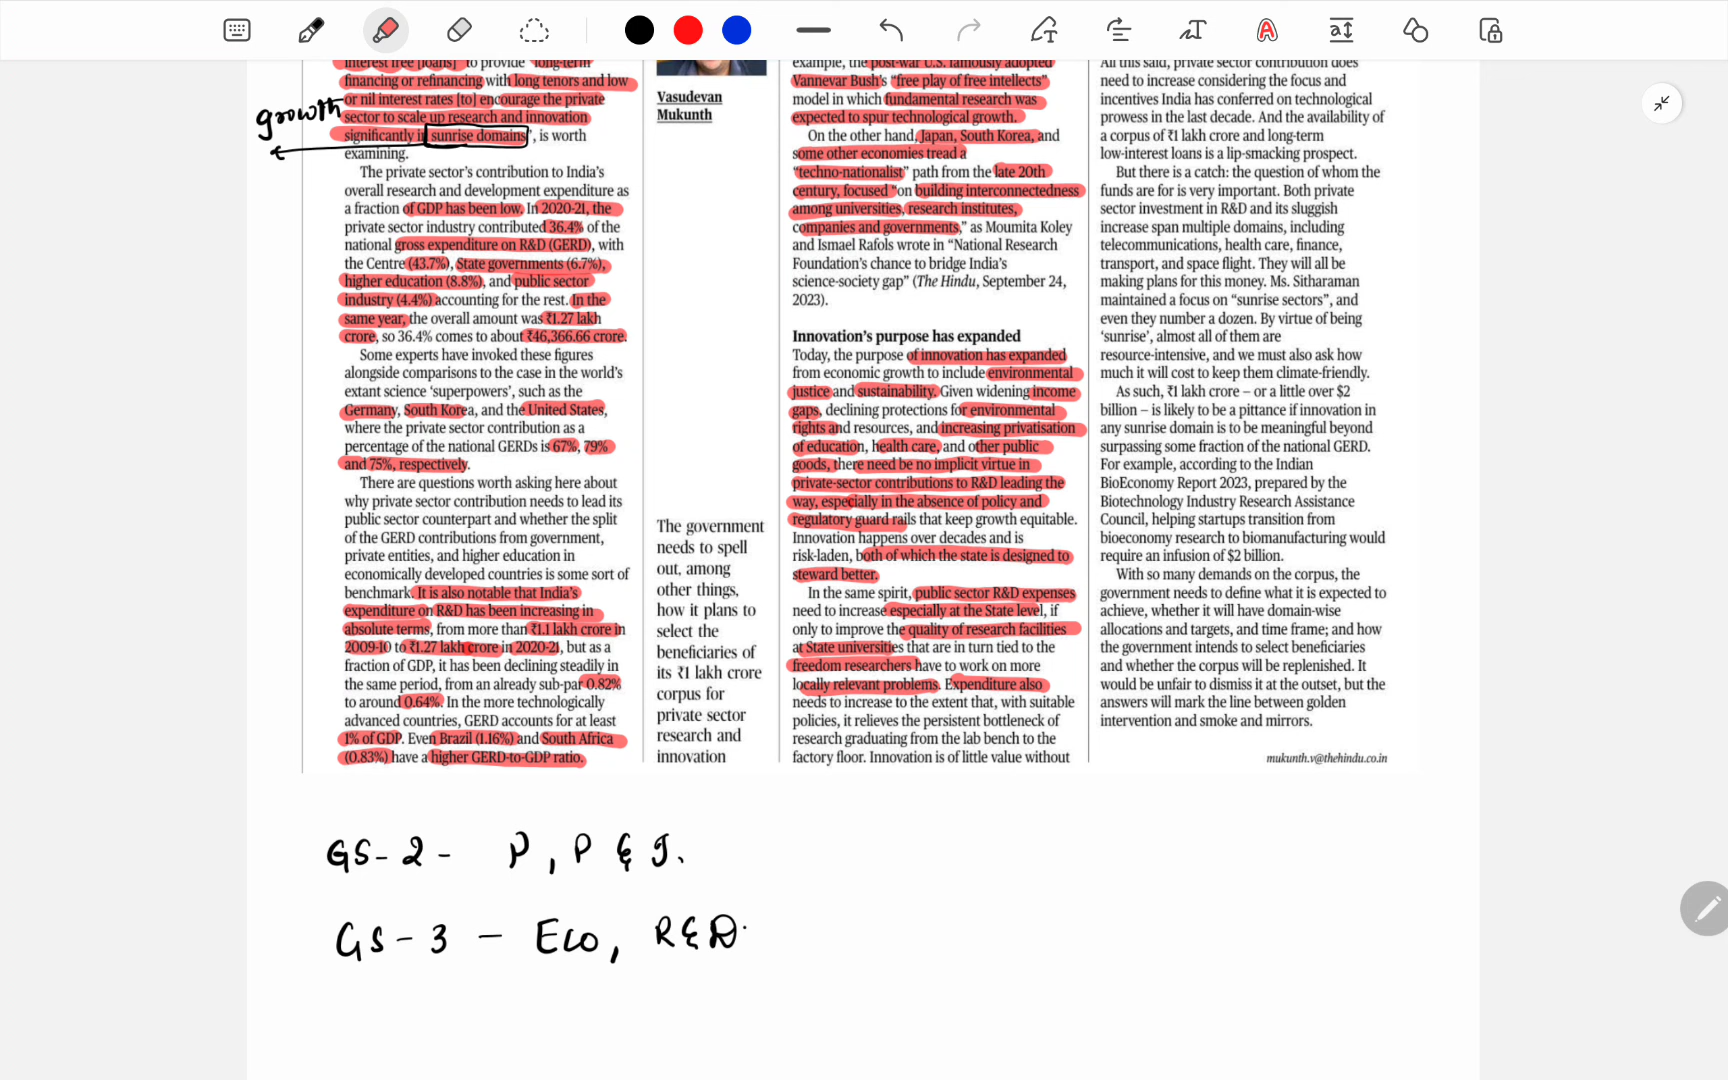 interest free [loans] to provide "long-term
financing or refinancing with long tenors and low
or nil interest rates [to] encourage the private
sector to scale up research and innovation
significantly in sunrise domains", is worth
examining.
growth
The private sector's contribution to India's
overall research and development expenditure as
a fraction of GDP has been low. In 2020-21, the
private sector industry contributed 36.4% of the
national gross expenditure on R&D (GERD), with
the Centre (43.7%), State governments (6.7%),
higher education (8.8%), and public sector
industry (4.4%) accounting for the rest. In the
same year, the overall amount was ₹1.27 lakh
crore, so 36.4% comes to about ₹46,366.66 crore.
Some experts have invoked these figures
alongside comparisons to the case in the world's
extant science 'superpowers', such as the
Germany, South Korea, and the United States,
where the private sector contribution as a
percentage of the national GERDs is 67%, 79%
and 75%, respectively.
There are questions worth asking here about
why private sector contribution needs to lead its
public sector counterpart and whether the split
of the GERD contributions from government,
private entities, and higher education in
economically developed countries is some sort of
benchmark. It is also notable that India's
expenditure on R&D has been increasing in
absolute terms, from more than ₹1.1 lakh crore in
2009-10 to ₹1.27 lakh crore in 2020-21, but as a
fraction of GDP, it has been declining steadily in
the same period, from an already sub-par 0.82%
to around 0.64%. In the more technologically
advanced countries, GERD accounts for at least
1% of GDP. Even Brazil (1.16%) and South Africa
(0.83%) have a higher GERD-to-GDP ratio.
Vasudevan
Mukunth
The government
needs to spell
out, among
other things,
how it plans to
select the
beneficiaries of
its ₹1 lakh crore
corpus for
private sector
research and
innovation
example, the post-war U.S. famously adopted
Vannevar Bush's "free play of free intellects"
model in which fundamental research was
expected to spur technological growth.
On the other hand, Japan, South Korea, and
some other economies tread a
"techno-nationalist" path from the late 20th
century, focused "on building interconnectedness
among universities, research institutes,
companies and governments," as Moumita Koley
and Ismael Rafols wrote in "National Research
Foundation's chance to bridge India's
science-society gap" (The Hindu, September 24,
2023).
Innovation's purpose has expanded
Today, the purpose of innovation has expanded
from economic growth to include environmental
justice and sustainability. Given widening income
gaps, declining protections for environmental
rights and resources, and increasing privatisation
of education, health care, and other public
goods, there need be no implicit virtue in
private-sector contributions to R&D leading the
way, especially in the absence of policy and
regulatory guard rails that keep growth equitable.
Innovation happens over decades and is
risk-laden, both of which the state is designed to
steward better.
In the same spirit, public sector R&D expenses
need to increase especially at the State level, if
only to improve the quality of research facilities
at State universities that are in turn tied to the
freedom researchers have to work on more
locally relevant problems. Expenditure also
needs to increase to the extent that, with suitable
policies, it relieves the persistent bottleneck of
research graduating from the lab bench to the
factory floor. Innovation is of little value without
All this said, private sector contribution does
need to increase considering the focus and
incentives India has conferred on technological
prowess in the last decade. And the availability of
a corpus of ₹1 lakh crore and long-term
low-interest loans is a lip-smacking prospect.
But there is a catch: the question of whom the
funds are for is very important. Both private
sector investment in R&D and its sluggish
increase span multiple domains, including
telecommunications, health care, finance,
transport, and space flight. They will all be
making plans for this money. Ms. Sitharaman
maintained a focus on "sunrise sectors", and
even they number a dozen. By virtue of being
'sunrise', almost all of them are
resource-intensive, and we must also ask how
much it will cost to keep them climate-friendly.
As such, ₹1 lakh crore – or a little over $2
billion – is likely to be a pittance if innovation in
any sunrise domain is to be meaningful beyond
surpassing some fraction of the national GERD.
For example, according to the Indian
BioEconomy Report 2023, prepared by the
Biotechnology Industry Research Assistance
Council, helping startups transition from
bioeconomy research to biomanufacturing would
require an infusion of $2 billion.
With so many demands on the corpus, the
government needs to define what it is expected to
achieve, whether it will have domain-wise
allocations and targets, and time frame; and how
the government intends to select beneficiaries
and whether the corpus will be replenished. It
would be unfair to dismiss it at the outset, but the
answers will mark the line between golden
intervention and smoke and mirrors.
mukunth.v@thehindu.co.in
GS-2 - P, P & I.
GS-3 - Eco, R&D.